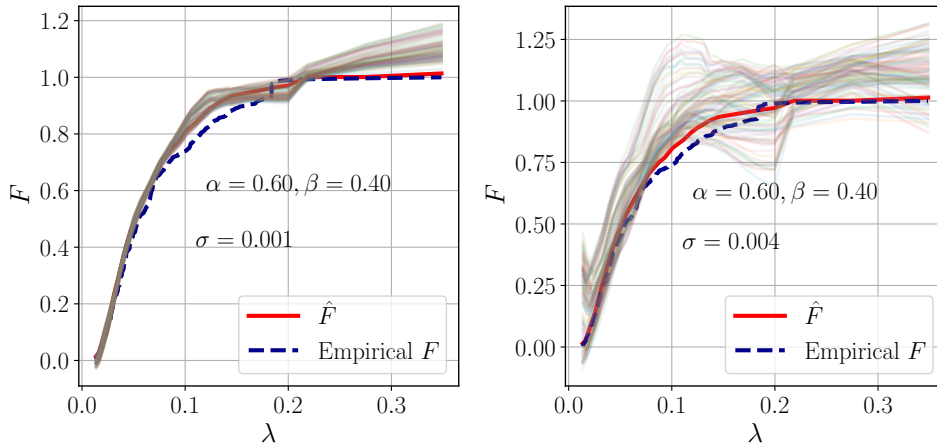 1.2
1.0
0.8
0.6
0.4
0.2
0.0
F
α = 0.60, β = 0.40
σ = 0.001
F̂
Empirical F
0.0 0.1 0.2 0.3
λ
1.25
1.00
0.75
0.50
0.25
0.00
F
α = 0.60, β = 0.40
σ = 0.004
F̂
Empirical F
0.0 0.1 0.2 0.3
λ